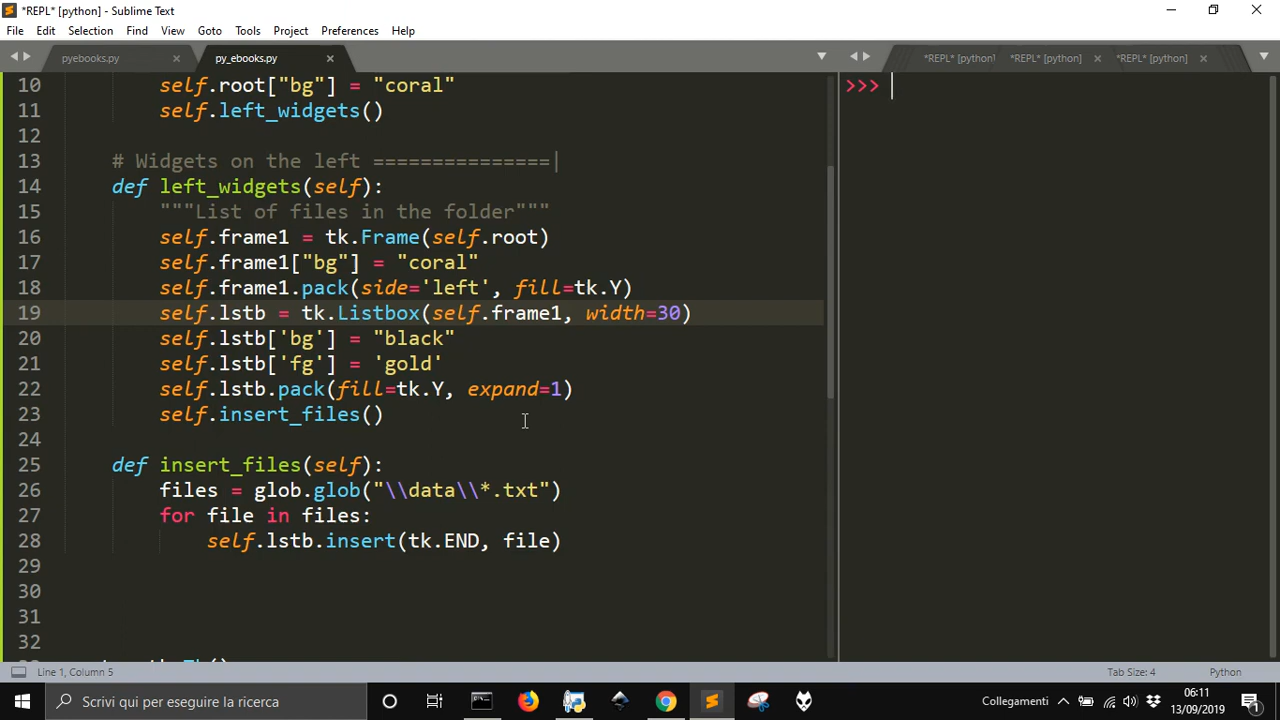 *REPL* [python] - Sublime Text
File Edit Selection Find View Goto Tools Project Preferences Help
pyebooks.py × py_ebooks.py × *REPL* [python] *REPL* [python] × *REPL* [python] ×
10 self.root["bg"] = "coral"
11 self.left_widgets()
12
13 # Widgets on the left ===============|
14 def left_widgets(self):
15 """List of files in the folder"""
16 self.frame1 = tk.Frame(self.root)
17 self.frame1["bg"] = "coral"
18 self.frame1.pack(side='left', fill=tk.Y)
19 self.lstb = tk.Listbox(self.frame1, width=30)
20 self.lstb['bg'] = "black"
21 self.lstb['fg'] = 'gold'
22 self.lstb.pack(fill=tk.Y, expand=1)
23 self.insert_files()
24
25 def insert_files(self):
26 files = glob.glob("\\data\\*.txt")
27 for file in files:
28 self.lstb.insert(tk.END, file)
29
30
31
32
>>>
Line 1, Column 5 Tab Size: 4 Python
Scrivi qui per eseguire la ricerca
Collegamenti
06:11
13/09/2019